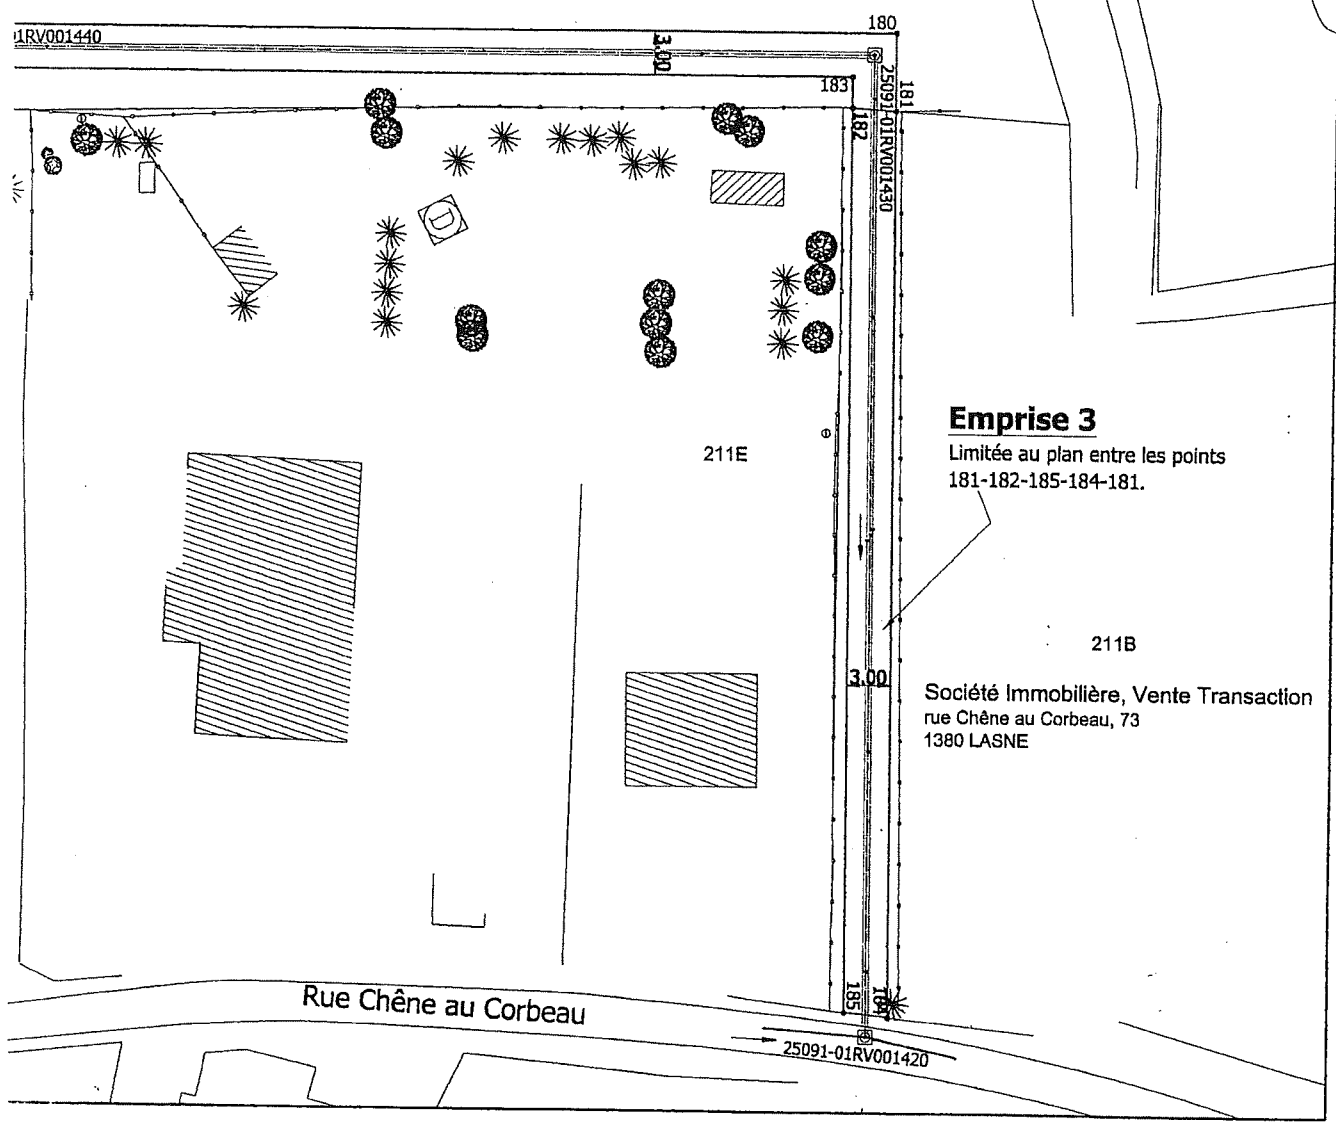 180
01RV001440
3.00
183
181
182
25091-01RV001430
D
Emprise 3
Limitée au plan entre les points
181-182-185-184-181.
211E
211B
3.00
Société Immobilière, Vente Transaction
rue Chêne au Corbeau, 73
1380 LASNE
185
184
Rue Chêne au Corbeau
25091-01RV001420